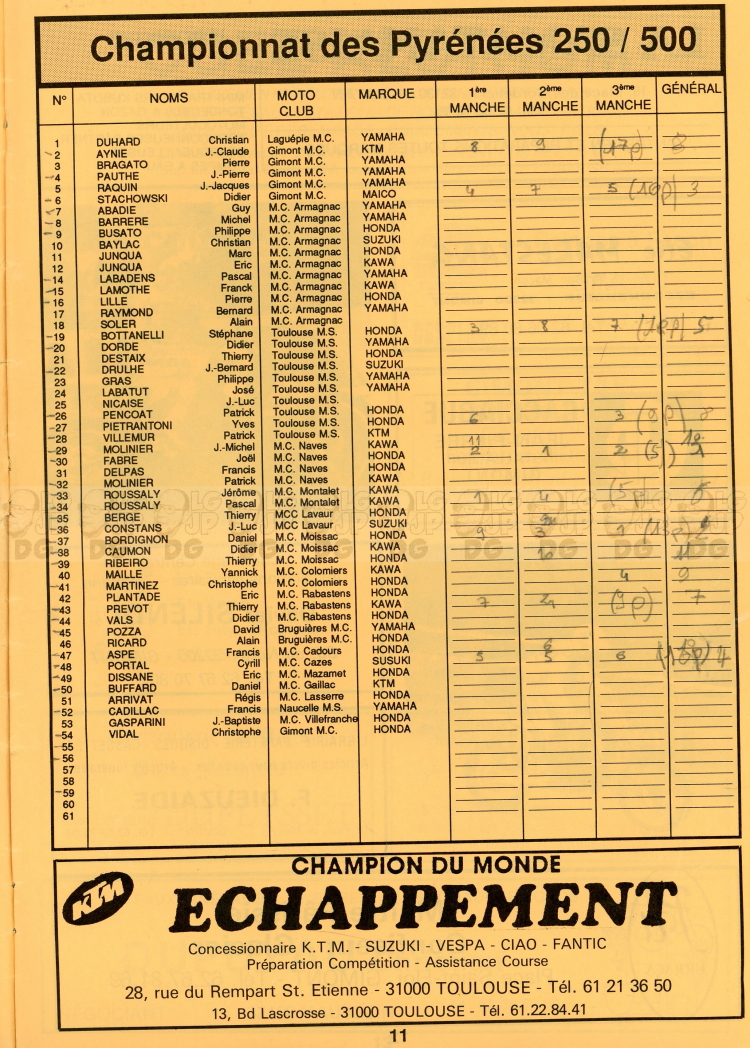 Championnat des Pyrénées 250 / 500
N° NOMS MOTO CLUB MARQUE 1ère MANCHE 2ème MANCHE 3ème MANCHE GÉNÉRAL
1 DUHARD Christian Laguépie M.C. YAMAHA
2 AYNIE J.-Claude Gimont M.C. KTM 8 9 (17p) 8
3 BRAGATO Pierre Gimont M.C. YAMAHA
4 PAUTHE J.-Pierre Gimont M.C. YAMAHA
5 RAQUIN J.-Jacques Gimont M.C. YAMAHA
6 STACHOWSKI Didier Gimont M.C. MAICO 4 7 5 (16p) 3
7 ABADIE Guy M.C. Armagnac YAMAHA
8 BARRERE Michel M.C. Armagnac YAMAHA
9 BUSATO Philippe M.C. Armagnac HONDA
10 BAYLAC Christian M.C. Armagnac SUZUKI
11 JUNQUA Marc M.C. Armagnac HONDA
12 JUNQUA Eric M.C. Armagnac KAWA
14 LABADENS Pascal M.C. Armagnac YAMAHA
15 LAMOTHE Franck M.C. Armagnac KAWA
16 LILLE Pierre M.C. Armagnac HONDA
17 RAYMOND Bernard M.C. Armagnac YAMAHA
18 SOLER Alain M.C. Armagnac
19 BOTTANELLI Stéphane Toulouse M.S. HONDA 3 8 7 (18p) 5
20 DORDE Didier Toulouse M.S. YAMAHA
21 DESTAIX Thierry Toulouse M.S. HONDA
22 DRULHE J.-Bernard Toulouse M.S. SUZUKI
23 GRAS Philippe Toulouse M.S. YAMAHA
24 LABATUT José Toulouse M.S. YAMAHA
25 NICAISE J.-Luc Toulouse M.S.
26 PENCOAT Patrick Toulouse M.S. HONDA
27 PIETRANTONI Yves Toulouse M.S. HONDA 6 3 (9p) 8
28 VILLEMUR Patrick Toulouse M.S. KTM 11
29 MOLINIER J.-Michel M.C. Naves KAWA 2 1 2 (5)
30 FABRE Joël M.C. Naves HONDA
31 DELPAS Francis M.C. Naves HONDA
32 MOLINIER Patrick M.C. Naves KAWA
33 ROUSSALY Jérôme M.C. Montalet KAWA 1 4 (5p)
34 ROUSSALY Pascal M.C. Montalet KAWA
35 BERGE Thierry MCC Lavaur HONDA
36 CONSTANS J.-Luc MCC Lavaur SUZUKI 9 3 1 (13p)
37 BORDIGNON Daniel M.C. Moissac HONDA
38 CAUMON Didier M.C. Moissac KAWA 10 11
39 RIBEIRO Thierry M.C. Moissac HONDA
40 MAILLE Yannick M.C. Colomiers KAWA 4 9
41 MARTINEZ Christophe M.C. Colomiers HONDA
42 PLANTADE Eric M.C. Rabastens HONDA 7 (9p) 7
43 PREVOT Thierry M.C. Rabastens KAWA
44 VALS Didier M.C. Rabastens HONDA
45 POZZA David Bruguières M.C. YAMAHA
46 RICARD Alain Bruguières M.C. HONDA
47 ASPE Francis M.C. Cadours HONDA 5 5 6 4
48 PORTAL Cyrill M.C. Cazes SUSUKI
49 DISSANE Eric M.C. Mazamet HONDA
50 BUFFARD Daniel M.C. Gaillac KTM
51 ARRIVAT Régis M.C. Lasserre HONDA
52 CADILLAC Francis Naucelle M.S. YAMAHA
53 GASPARINI J.-Baptiste M.C. Villefranche HONDA
54 VIDAL Christophe Gimont M.C. HONDA
55
56
57
58
59
60
61
KTM
CHAMPION DU MONDE
ECHAPPEMENT
Concessionnaire K.T.M. - SUZUKI - VESPA - CIAO - FANTIC
Préparation Compétition - Assistance Course
28, rue du Rempart St. Etienne - 31000 TOULOUSE - Tél. 61 21 36 50
13, Bd Lascrosse - 31000 TOULOUSE - Tél. 61.22.84.41
11